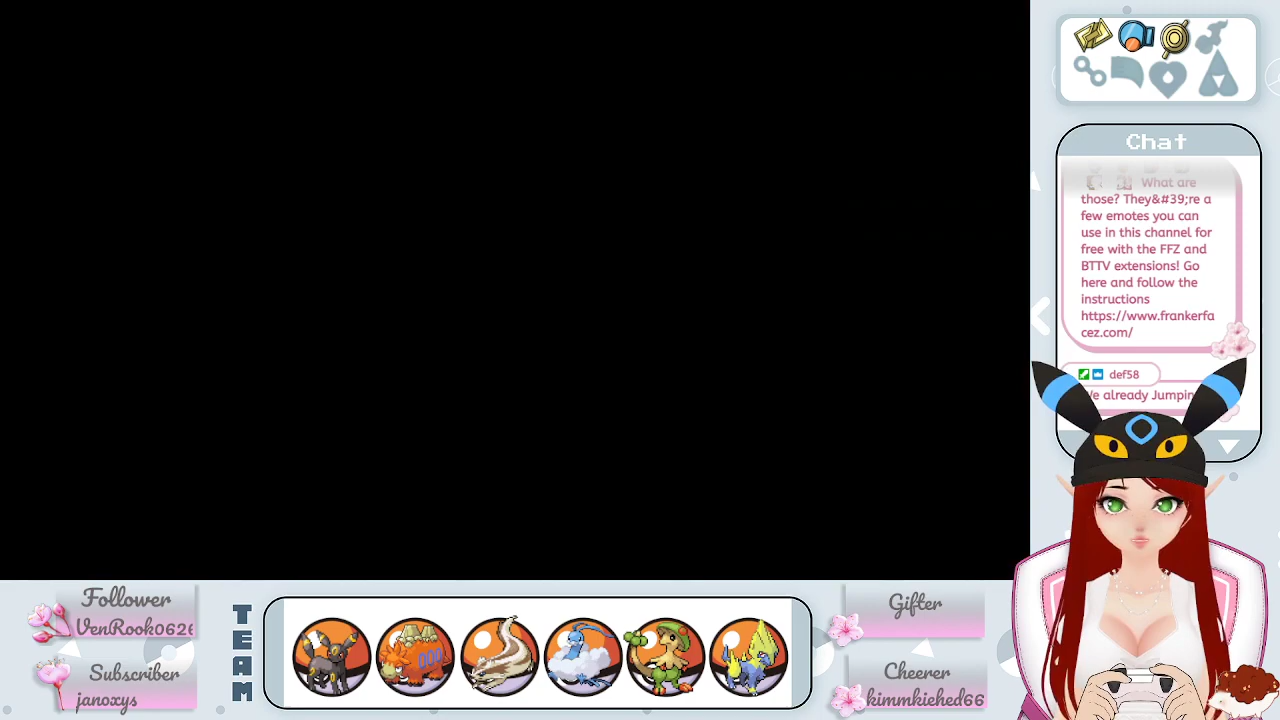 Chat
What are
those? They&#39;re a
few emotes you can
use in this channel for
free with the FFZ and
BTTV extensions! Go
here and follow the
instructions
https://www.frankerfa
cez.com/
def58
e already Jumpin
Follower
VenRook0626
Subscriber
janoxys
TEAM
Gifter
Cheerer
kimmkiehed66